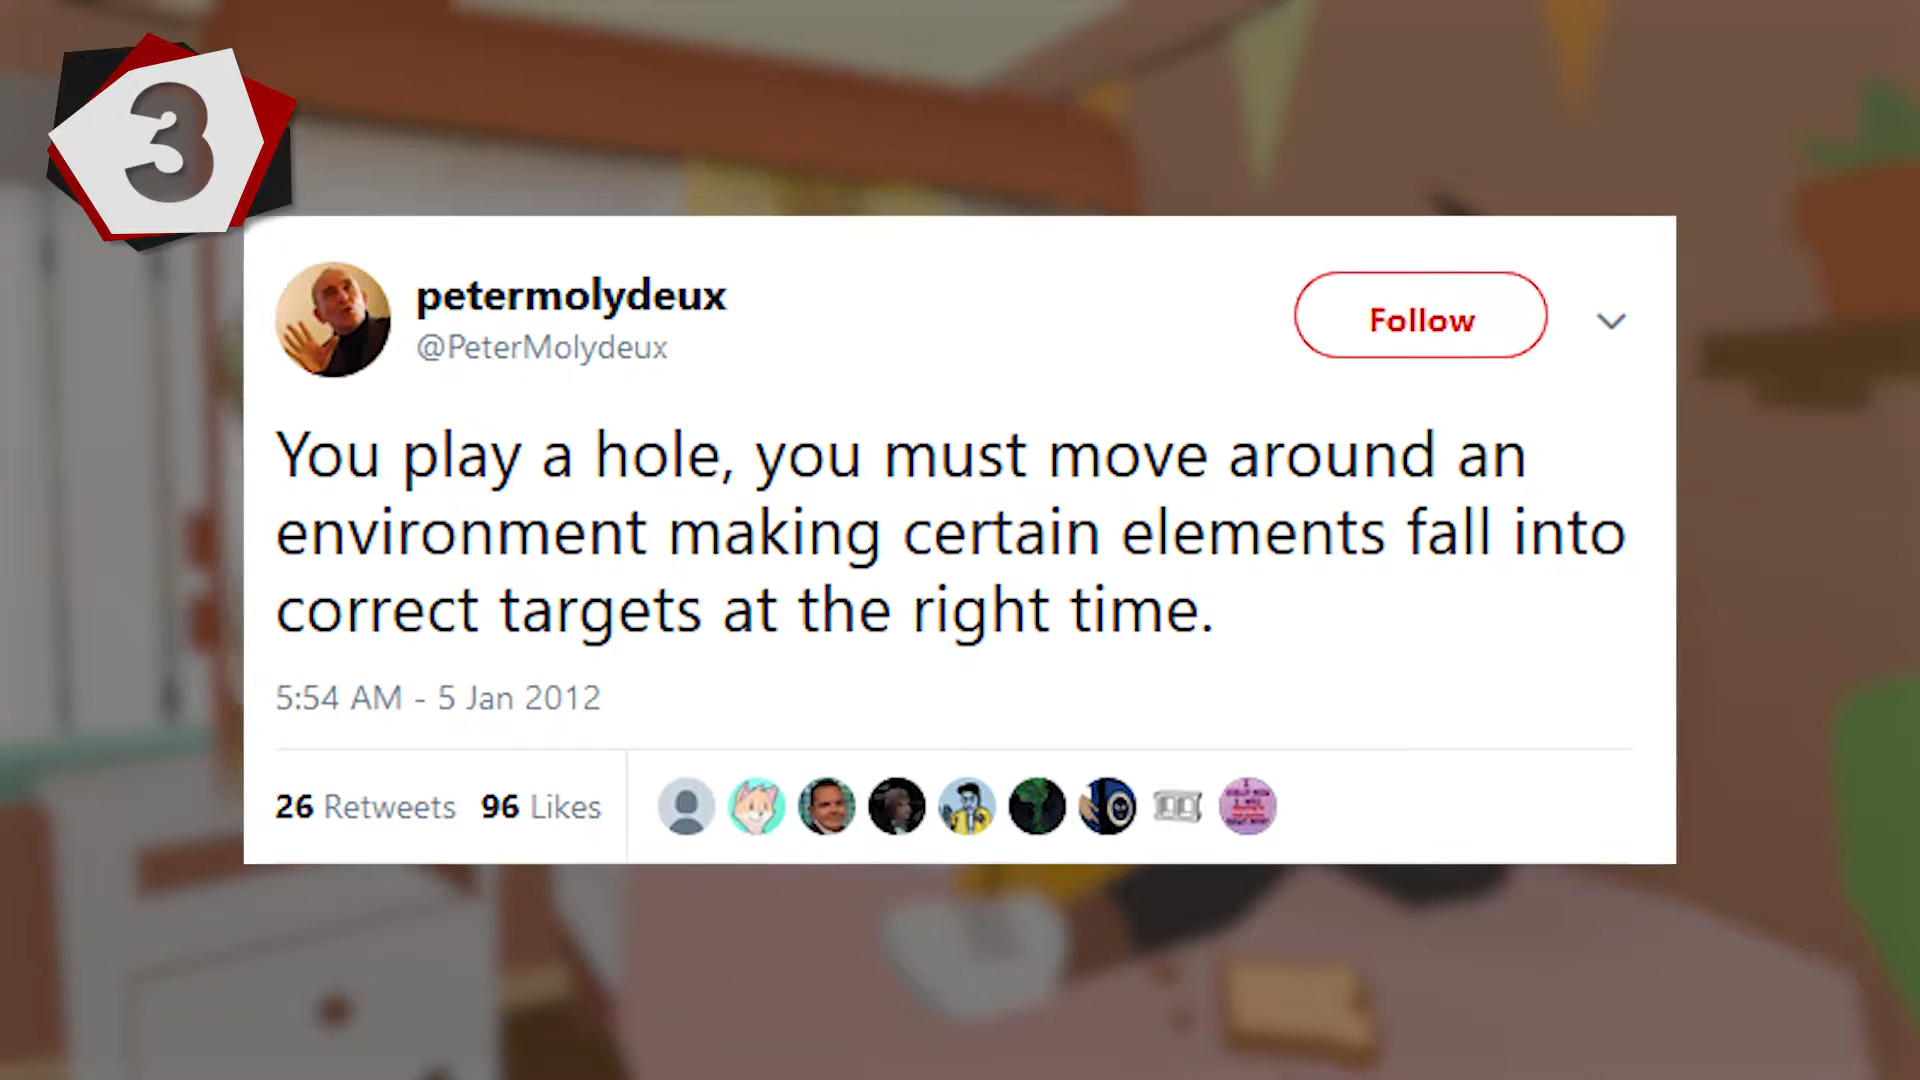 3
petermolydeux
@PeterMolydeux
Follow
You play a hole, you must move around an
environment making certain elements fall into
correct targets at the right time.
5:54 AM - 5 Jan 2012
26 Retweets 96 Likes